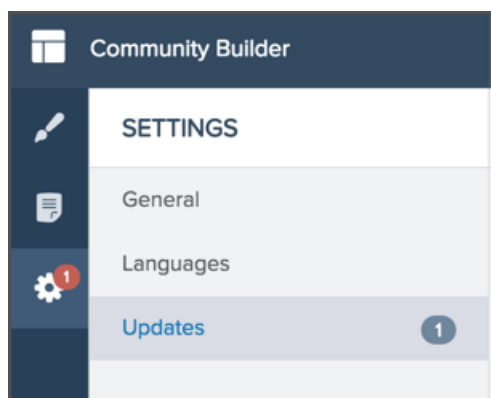 Community Builder
SETTINGS
General
Languages
1
Updates
1